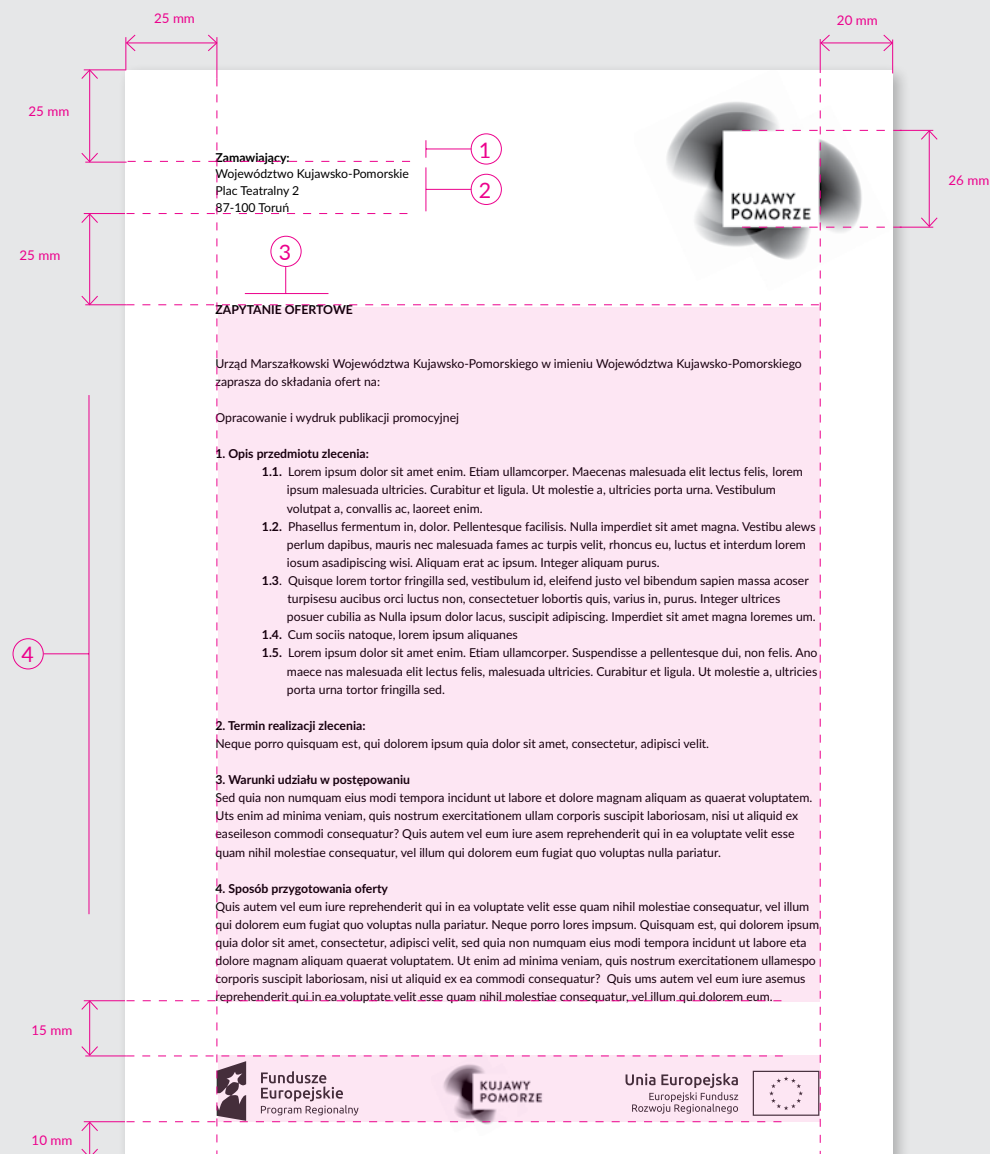 25 mm
20 mm
25 mm
26 mm
Zamawiający:
Województwo Kujawsko-Pomorskie
Plac Teatralny 2
87-100 Toruń
1
2
KUJAWY
POMORZE
25 mm
3
ZAPYTANIE OFERTOWE
Urząd Marszałkowski Województwa Kujawsko-Pomorskiego w imieniu Województwa Kujawsko-Pomorskiego
zaprasza do składania ofert na:
Opracowanie i wydruk publikacji promocyjnej
1. Opis przedmiotu zlecenia:
1.1. Lorem ipsum dolor sit amet enim. Etiam ullamcorper. Maecenas malesuada elit lectus felis, lorem
ipsum malesuada ultricies. Curabitur et ligula. Ut molestie a, ultricies porta urna. Vestibulum
volutpat a, convallis ac, laoreet enim.
1.2. Phasellus fermentum in, dolor. Pellentesque facilisis. Nulla imperdiet sit amet magna. Vestibu alews
perlum dapibus, mauris nec malesuada fames ac turpis velit, rhoncus eu, luctus et interdum lorem
iosum asadipiscing wisi. Aliquam erat ac ipsum. Integer aliquam purus.
1.3. Quisque lorem tortor fringilla sed, vestibulum id, eleifend justo vel bibendum sapien massa acoser
turpisesu aucibus orci luctus non, consectetuer lobortis quis, varius in, purus. Integer ultrices
posuer cubilia as Nulla ipsum dolor lacus, suscipit adipiscing. Imperdiet sit amet magna loremes um.
1.4. Cum sociis natoque, lorem ipsum aliquanes
1.5. Lorem ipsum dolor sit amet enim. Etiam ullamcorper. Suspendisse a pellentesque dui, non felis. Ano
maece nas malesuada elit lectus felis, malesuada ultricies. Curabitur et ligula. Ut molestie a, ultricies
porta urna tortor fringilla sed.
4
2. Termin realizacji zlecenia:
Neque porro quisquam est, qui dolorem ipsum quia dolor sit amet, consectetur, adipisci velit.
3. Warunki udziału w postępowaniu
Sed quia non numquam eius modi tempora incidunt ut labore et dolore magnam aliquam as quaerat voluptatem.
Uts enim ad minima veniam, quis nostrum exercitationem ullam corporis suscipit laboriosam, nisi ut aliquid ex
easeileson commodi consequatur? Quis autem vel eum iure asem reprehenderit qui in ea voluptate velit esse
quam nihil molestiae consequatur, vel illum qui dolorem eum fugiat quo voluptas nulla pariatur.
4. Sposób przygotowania oferty
Quis autem vel eum iure reprehenderit qui in ea voluptate velit esse quam nihil molestiae consequatur, vel illum
qui dolorem eum fugiat quo voluptas nulla pariatur. Neque porro lores impsum. Quisquam est, qui dolorem ipsum
quia dolor sit amet, consectetur, adipisci velit, sed quia non numquam eius modi tempora incidunt ut labore eta
dolore magnam aliquam quaerat voluptatem. Ut enim ad minima veniam, quis nostrum exercitationem ullamespo
corporis suscipit laboriosam, nisi ut aliquid ex ea commodi consequatur? Quis ums autem vel eum iure asemus
reprehenderit qui in ea voluptate velit esse quam nihil molestiae consequatur, vel illum qui dolorem eum.
15 mm
Fundusze
Europejskie
Program Regionalny
KUJAWY
POMORZE
Unia Europejska
Europejski Fundusz
Rozwoju Regionalnego
10 mm